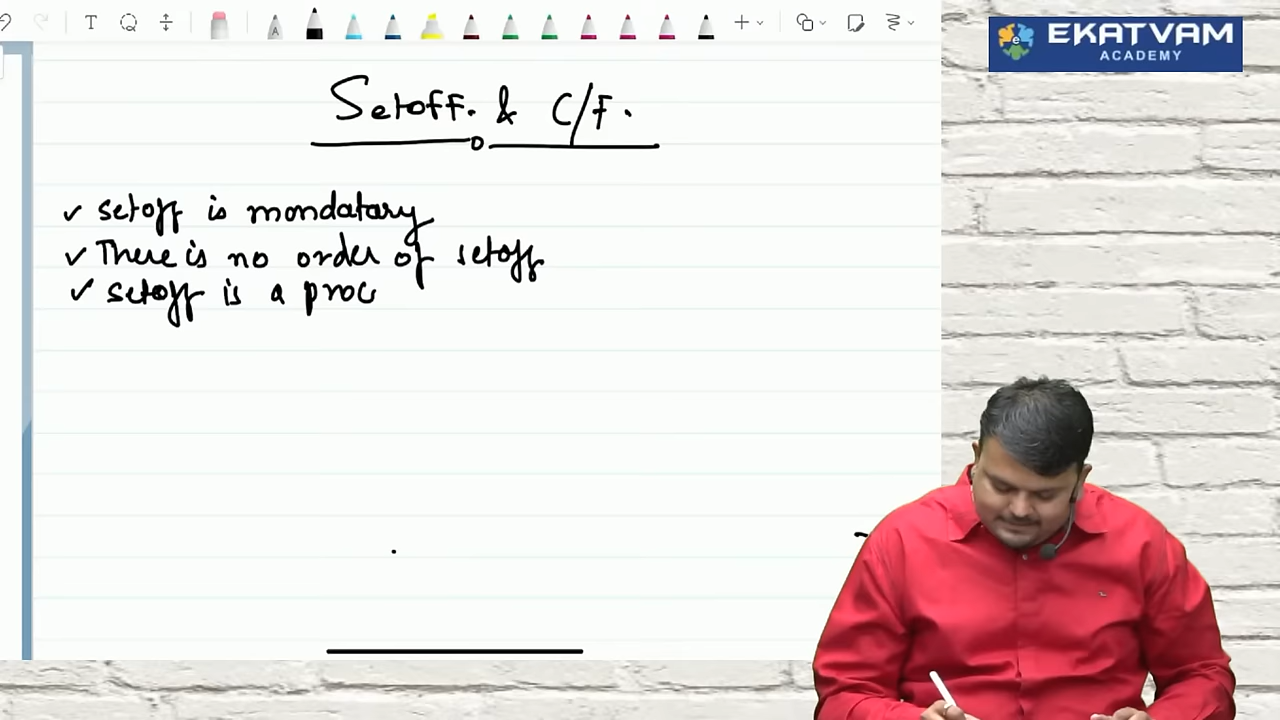 EKATVAM
ACADEMY
Setoff. & C/F.
✓ setoff is mondatary
✓ There is no order of setoff
✓ setoff is a proc